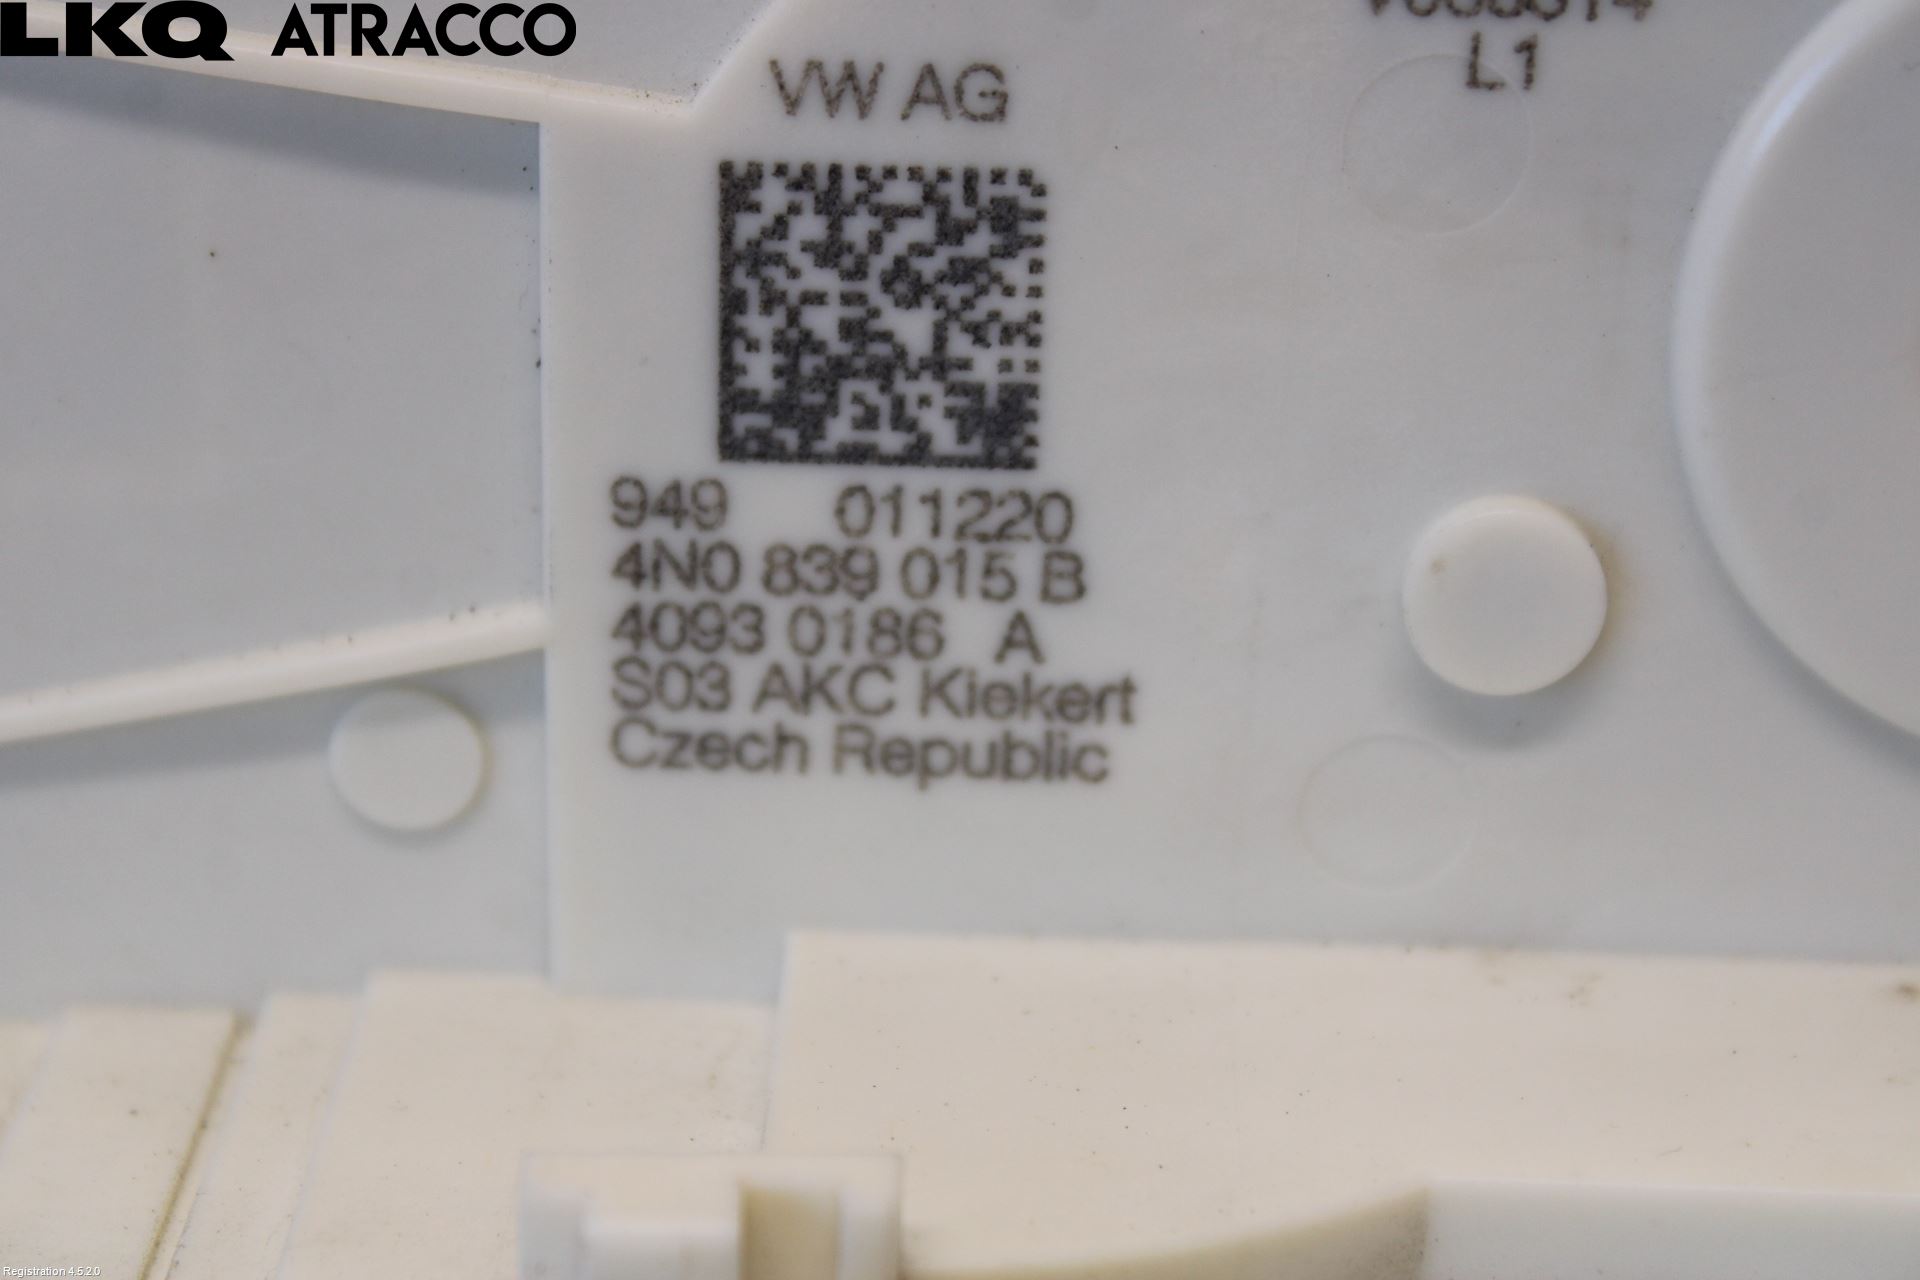 LKQ ATRACCO
L1
VW AG
949 011220
4N0 839 015 B
4093 0186 A
S03 AKC Kiekert
Czech Republic
Registration 4.5.2.0